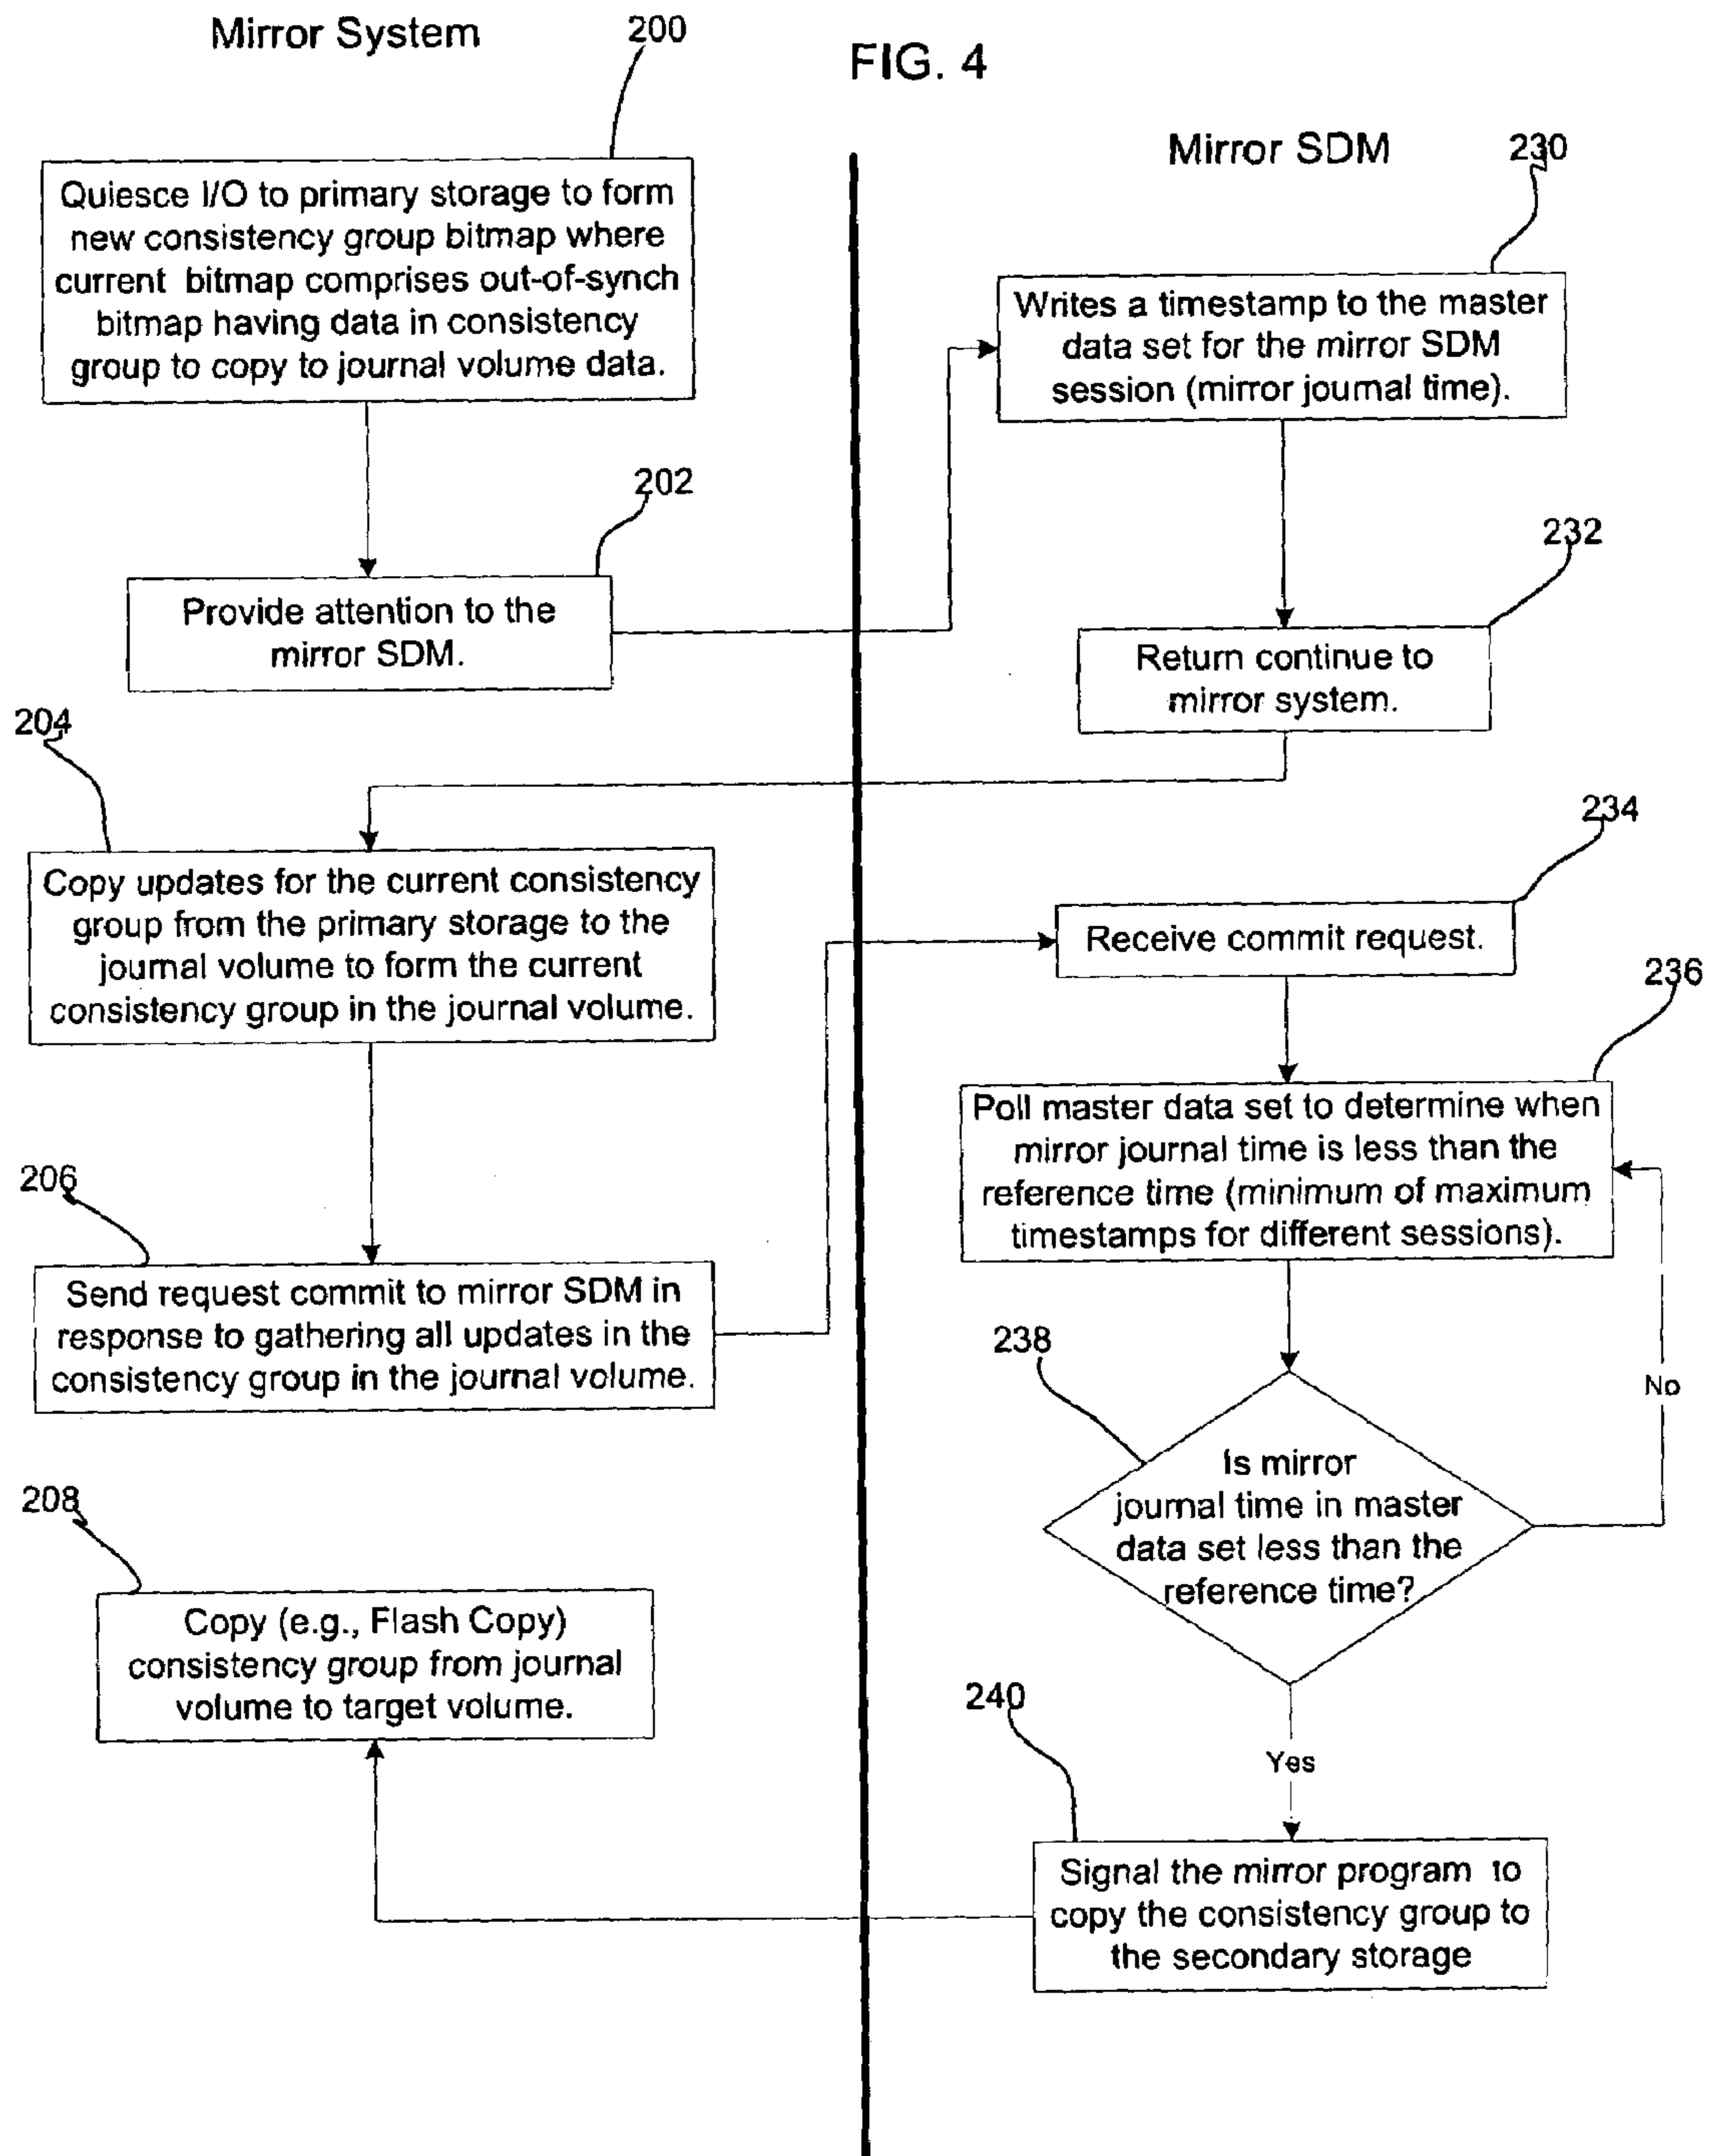 Mirror System
200
FIG. 4
Mirror SDM
230
Quiesce I/O to primary storage to form
new consistency group bitmap where
current bitmap comprises out-of-synch
bitmap having data in consistency
group to copy to journal volume data.
Writes a timestamp to the master
data set for the mirror SDM
session (mirror journal time).
202
Provide attention to the
mirror SDM.
232
Return continue to
mirror system.
204
Copy updates for the current consistency
group from the primary storage to the
journal volume to form the current
consistency group in the journal volume.
234
Receive commit request.
236
Poll master data set to determine when
mirror journal time is less than the
reference time (minimum of maximum
timestamps for different sessions).
206
Send request commit to mirror SDM in
response to gathering all updates in the
consistency group in the journal volume.
238
Is mirror
journal time in master
data set less than the
reference time?
No
208
Copy (e.g., Flash Copy)
consistency group from journal
volume to target volume.
240
Yes
Signal the mirror program to
copy the consistency group to
the secondary storage